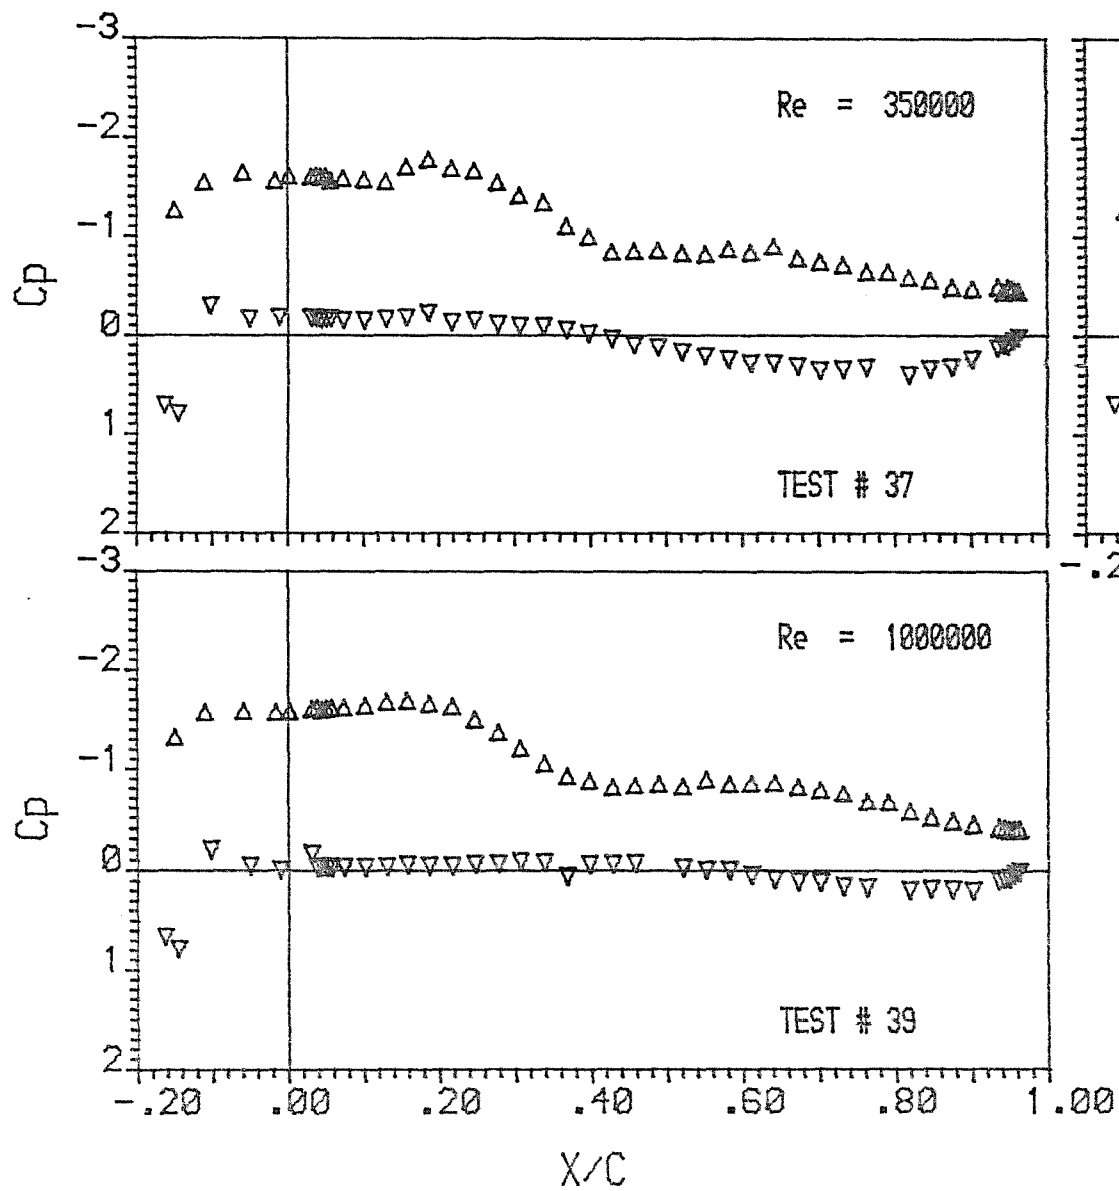 -3
Re = 350000
-2
-1
Cp
0
1
TEST # 37
2
-3
-.2
Re = 1000000
-2
-1
Cp
0
1
TEST # 39
2
-.20 .00 .20 .40 .60 .80 1.00
X/C